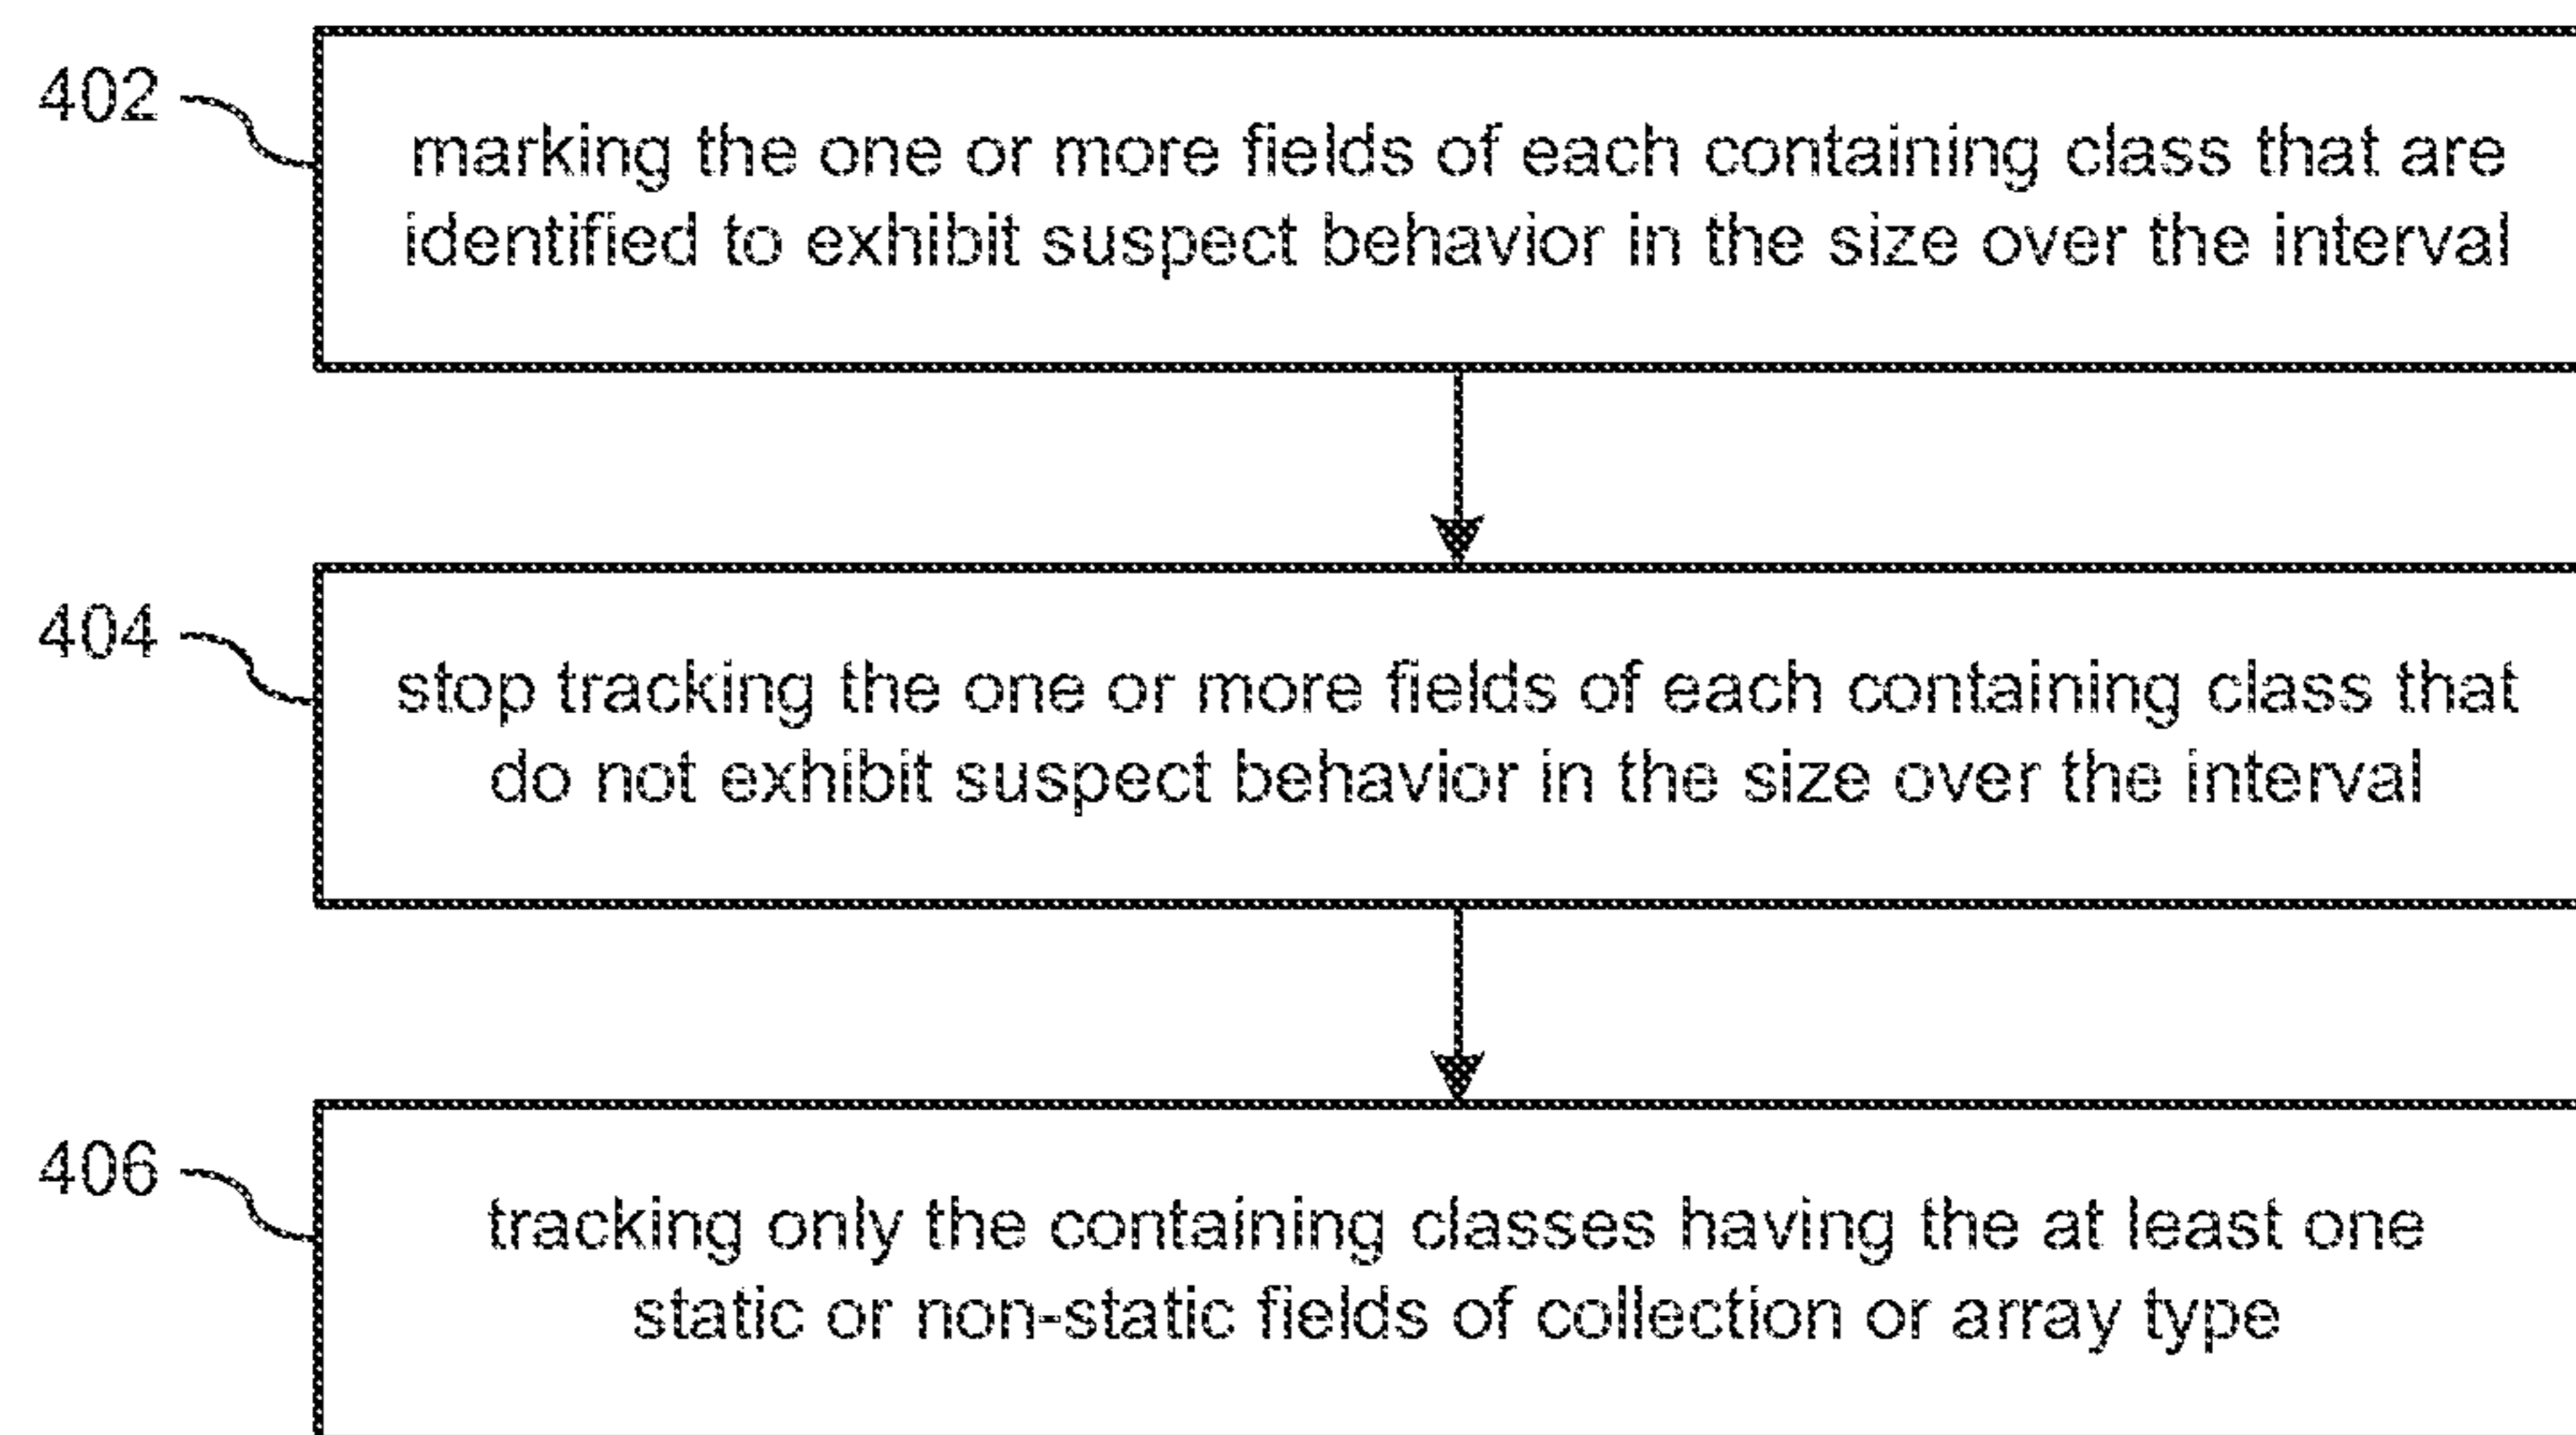 402
marking the one or more fields of each containing class that are
identified to exhibit suspect behavior in the size over the interval
404
stop tracking the one or more fields of each containing class that
do not exhibit suspect behavior in the size over the interval
406
tracking only the containing classes having the at least one
static or non-static fields of collection or array type